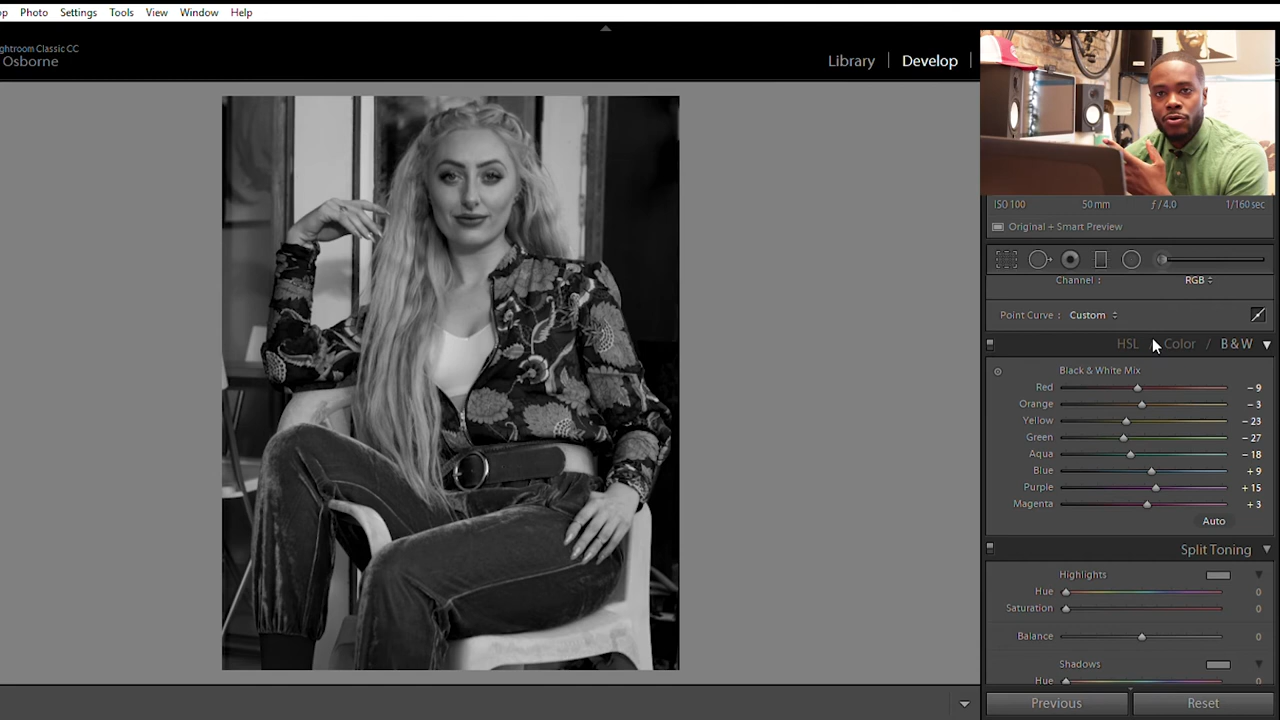 op Photo Settings Tools View Window Help
ghtroom Classic CC
Osborne
Library Develop
ISO 100 50 mm ƒ / 4.0 1/160 sec
Original + Smart Preview
Channel : RGB
Point Curve : Custom
HSL / Color / B & W
Black & White Mix
Red – 9
Orange – 3
Yellow – 23
Green – 27
Aqua – 18
Blue + 9
Purple + 15
Magenta + 3
Auto
Split Toning
Highlights
Hue 0
Saturation 0
Balance 0
Shadows
Hue 0
Previous Reset